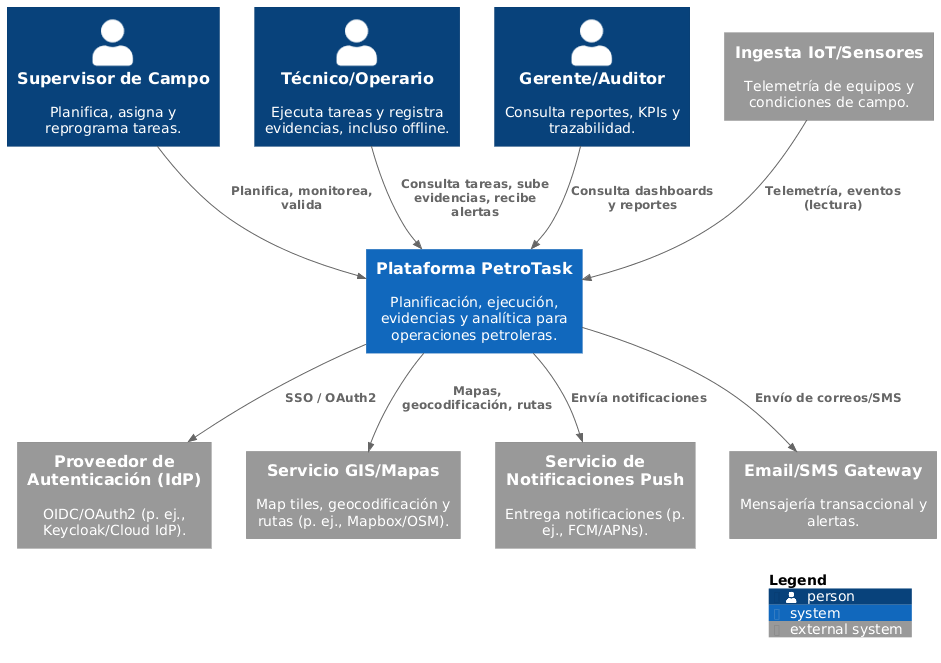 Supervisor de Campo
Planifica, asigna y
reprograma tareas.
Técnico/Operario
Ejecuta tareas y registra
evidencias, incluso offline.
Gerente/Auditor
Consulta reportes, KPIs y
trazabilidad.
Ingesta IoT/Sensores
Telemetría de equipos y
condiciones de campo.
Planifica, monitorea,
valida
Consulta tareas, sube
evidencias, recibe
alertas
Consulta dashboards
y reportes
Telemetría, eventos
(lectura)
Plataforma PetroTask
Planificación, ejecución,
evidencias y analítica para
operaciones petroleras.
SSO / OAuth2
Mapas,
geocodificación, rutas
Envía notificaciones
Envío de correos/SMS
Proveedor de
Autenticación (IdP)
OIDC/OAuth2 (p. ej.,
Keycloak/Cloud IdP).
Servicio GIS/Mapas
Map tiles, geocodificación y
rutas (p. ej., Mapbox/OSM).
Servicio de
Notificaciones Push
Entrega notificaciones (p.
ej., FCM/APNs).
Email/SMS Gateway
Mensajería transaccional y
alertas.
Legend
person
system
external system